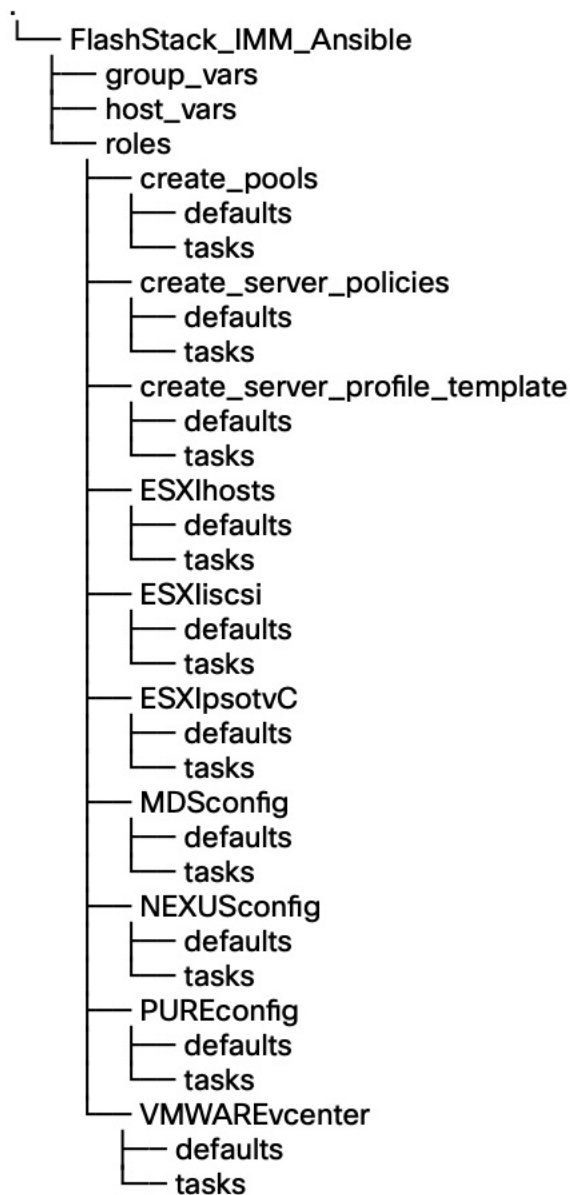 .
└── FlashStack_IMM_Ansible
├── group_vars
├── host_vars
└── roles
├── create_pools
├── defaults
└── tasks
├── create_server_policies
├── defaults
└── tasks
├── create_server_profile_template
├── defaults
└── tasks
├── ESXIhosts
├── defaults
└── tasks
├── ESXIiscsi
├── defaults
└── tasks
├── ESXIpsotvC
├── defaults
└── tasks
├── MDSconfig
├── defaults
└── tasks
├── NEXUSconfig
├── defaults
└── tasks
├── PUREconfig
├── defaults
└── tasks
└── VMWAREvcenter
├── defaults
└── tasks